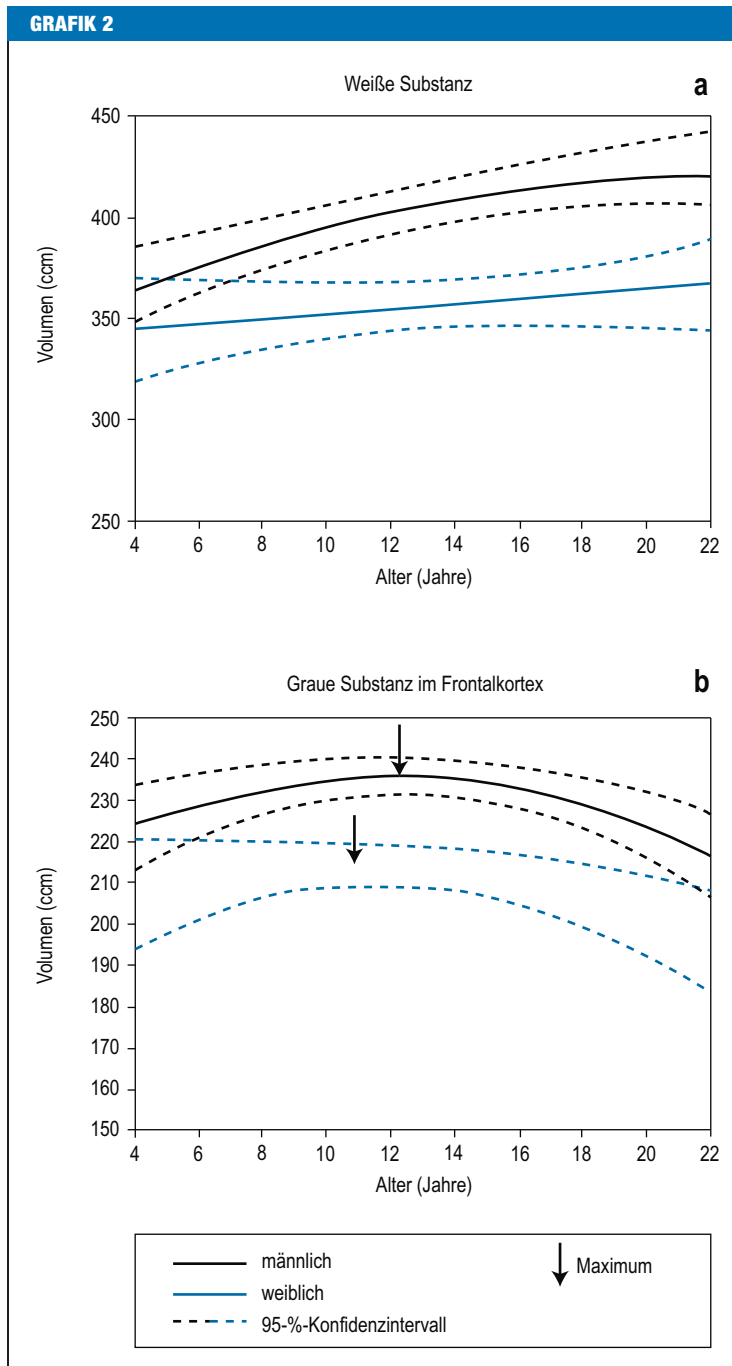 GRAFIK 2
Weiße Substanz
a
450
400
350
300
250
Volumen (ccm)
4 6 8 10 12 14 16 18 20 22
Alter (Jahre)
Graue Substanz im Frontalkortex
b
250
240
230
220
210
200
190
180
170
160
150
Volumen (ccm)
4 6 8 10 12 14 16 18 20 22
Alter (Jahre)
männlich
Maximum
weiblich
95-%-Konfidenzintervall